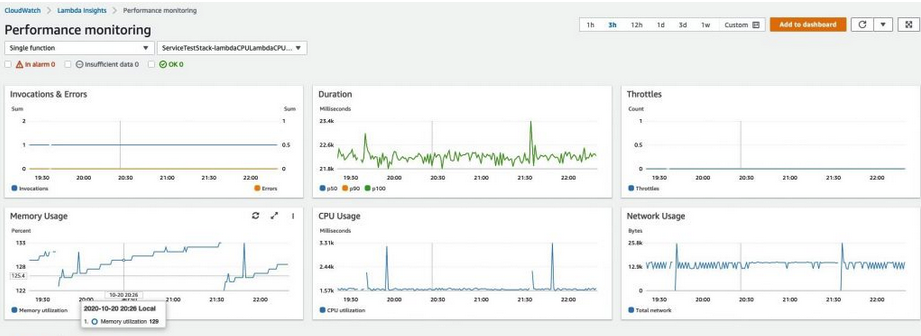 CloudWatch > Lambda Insights > Performance monitoring
Performance monitoring
1h 3h 12h 1d 3d 1w Custom Add to dashboard
Single function ServiceTestStack-lambdaCPULambdaCPU...
In alarm 0 Insufficient data 0 OK 0
Invocations & Errors
Sum Sum
2 1
1 0.5
0 0
19:30 20:00 20:30 21:00 21:30 22:00
Invocations Errors
Duration
Milliseconds
23.4k
22.6k
21.8k
19:30 20:00 20:30 21:00 21:30 22:00
p50 p90 p100
Throttles
Count
1
0.5
0
19:30 20:00 20:30 21:00 21:30 22:00
Throttles
Memory Usage
Percent
133
128
125.4
122
19:30 20:00 21:00 21:30 22:00
10-20 20:26
Memory utilization
2020-10-20 20:26 Local
1. Memory utilization 129
CPU Usage
Milliseconds
3.31k
2.44k
1.57k
19:30 20:00 20:30 21:00 21:30 22:00
CPU utilization
Network Usage
Bytes
25.8k
12.9k
0
19:30 20:00 20:30 21:00 21:30 22:00
Total network